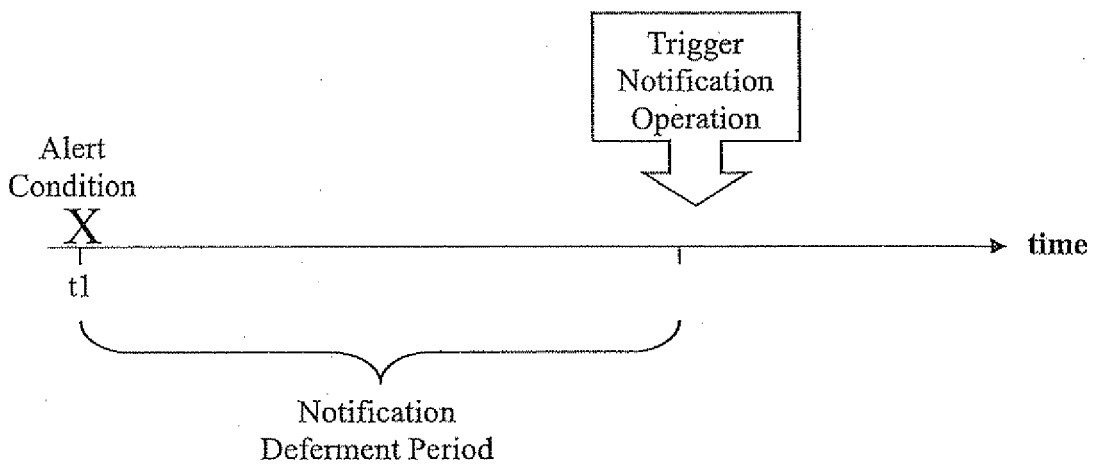 Trigger
Notification
Operation
Alert
Condition
X
time
t1
Notification
Deferment Period